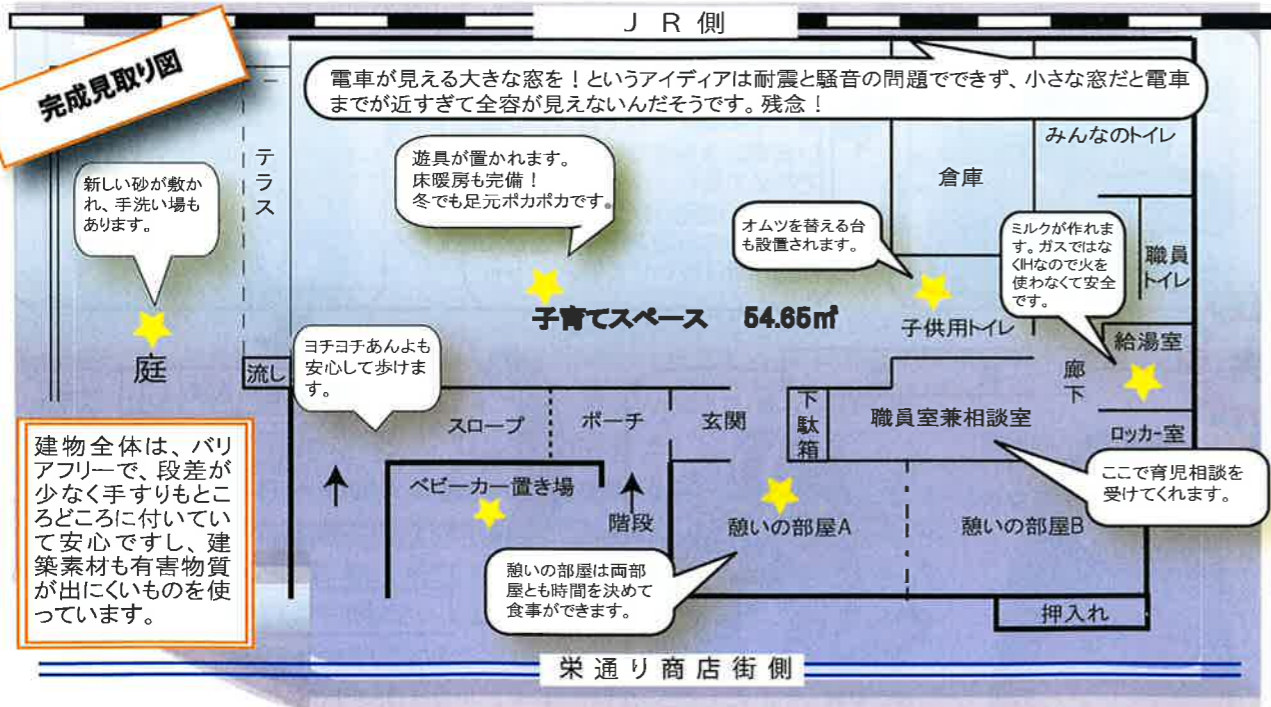 JR側
完成見取り図
電車が見える大きな窓を！というアイディアは耐震と騒音の問題でできず、小さな窓だと電車
までが近すぎて全容が見えないんだそうです。残念！
みんなのトイレ
テラス
新しい砂が敷か
れ、手洗い場も
あります。
遊具が置かれます。
床暖房も完備！
冬でも足元ポカポカです。
倉庫
オムツを替える台
も設置されます。
ミルクが作れま
す。ガスではな
くIHなので火を
使わなくて安全
です。
職員
トイレ
子育てスペース 54.65㎡
子供用トイレ
給湯室
庭
流し
ヨチヨチあんよも
安心して歩けま
す。
廊下
スロープ
ポーチ
玄関
下駄箱
職員室兼相談室
ロッカー室
建物全体は、バリ
アフリーで、段差が
少なく手すりもとこ
ろどころに付いてい
て安心ですし、建
築素材も有害物質
が出にくいものを使
っています。
ベビーカー置き場
階段
憩いの部屋A
憩いの部屋B
ここで育児相談を
受けてくれます。
憩いの部屋は両部
屋とも時間を決めて
食事ができます。
押入れ
栄通り商店街側